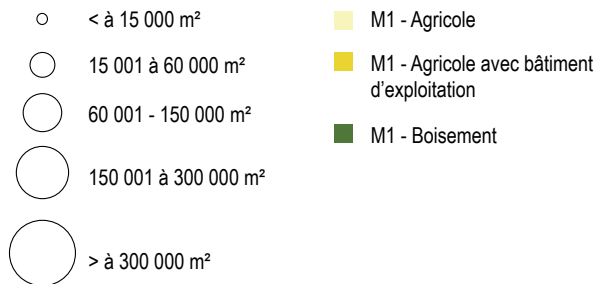 < à 15 000 m²
15 001 à 60 000 m²
60 001 - 150 000 m²
150 001 à 300 000 m²
> à 300 000 m²
M1 - Agricole
M1 - Agricole avec bâtiment
d’exploitation
M1 - Boisement